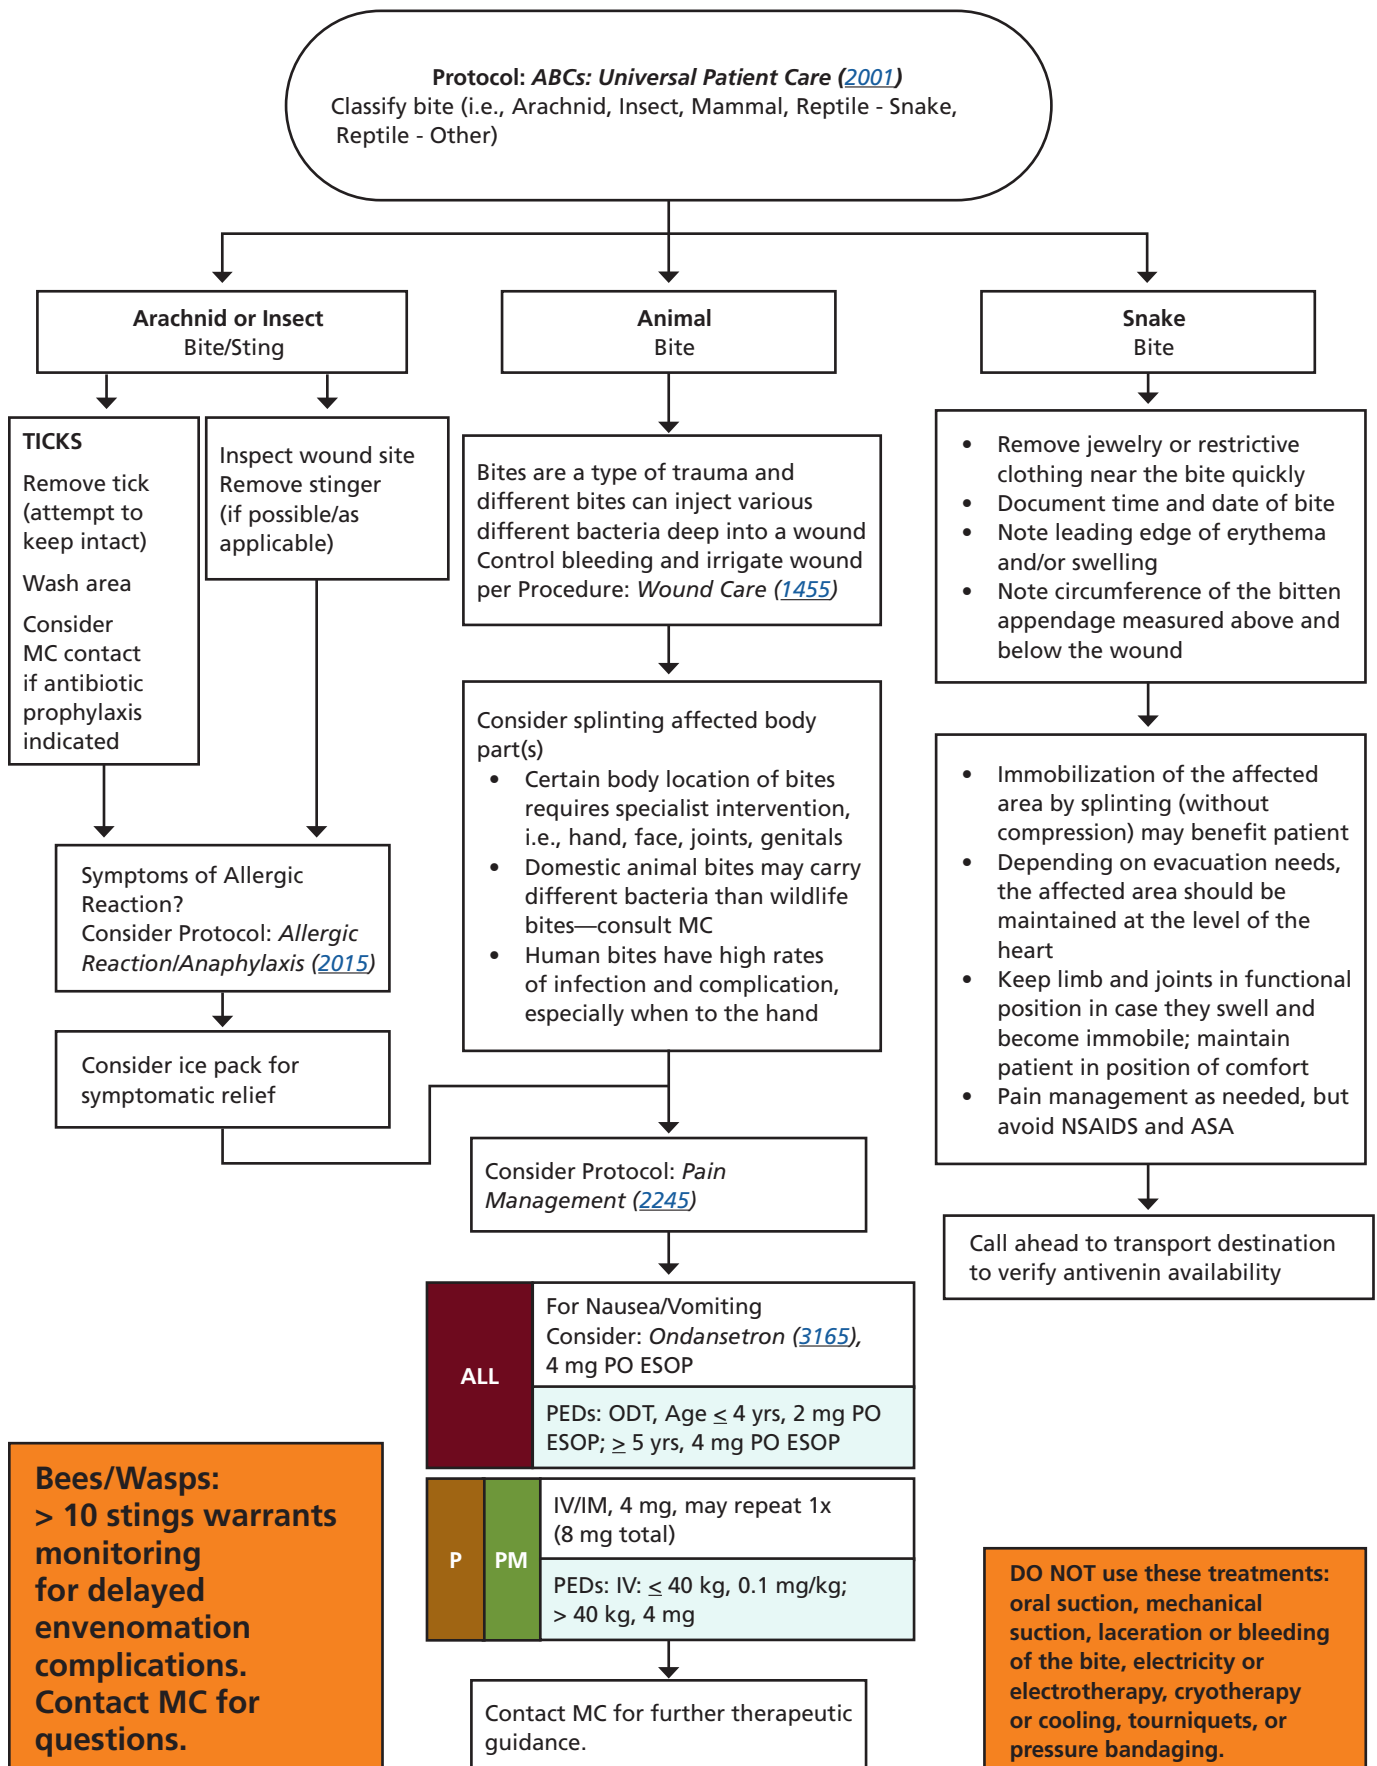 Protocol: ABCs: Universal Patient Care (2001)
Classify bite (i.e., Arachnid, Insect, Mammal, Reptile - Snake,
Reptile - Other)
Arachnid or Insect
Bite/Sting
TICKS
Remove tick
(attempt to
keep intact)
Wash area
Consider
MC contact
if antibiotic
prophylaxis
indicated
Inspect wound site
Remove stinger
(if possible/as
applicable)
Symptoms of Allergic
Reaction?
Consider Protocol: Allergic
Reaction/Anaphylaxis (2015)
Consider ice pack for
symptomatic relief
Animal
Bite
Bites are a type of trauma and
different bites can inject various
different bacteria deep into a wound
Control bleeding and irrigate wound
per Procedure: Wound Care (1455)
Consider splinting affected body
part(s)
• Certain body location of bites
requires specialist intervention,
i.e., hand, face, joints, genitals
• Domestic animal bites may carry
different bacteria than wildlife
bites—consult MC
• Human bites have high rates
of infection and complication,
especially when to the hand
Consider Protocol: Pain
Management (2245)
ALL
For Nausea/Vomiting
Consider: Ondansetron (3165),
4 mg PO ESOP
PEDs: ODT, Age ≤ 4 yrs, 2 mg PO
ESOP; ≥ 5 yrs, 4 mg PO ESOP
P
PM
IV/IM, 4 mg, may repeat 1x
(8 mg total)
PEDs: IV: ≤ 40 kg, 0.1 mg/kg;
> 40 kg, 4 mg
Contact MC for further therapeutic
guidance.
Snake
Bite
• Remove jewelry or restrictive
clothing near the bite quickly
• Document time and date of bite
• Note leading edge of erythema
and/or swelling
• Note circumference of the bitten
appendage measured above and
below the wound
• Immobilization of the affected
area by splinting (without
compression) may benefit patient
• Depending on evacuation needs,
the affected area should be
maintained at the level of the
heart
• Keep limb and joints in functional
position in case they swell and
become immobile; maintain
patient in position of comfort
• Pain management as needed, but
avoid NSAIDS and ASA
Call ahead to transport destination
to verify antivenin availability
Bees/Wasps:
> 10 stings warrants
monitoring
for delayed
envenomation
complications.
Contact MC for
questions.
DO NOT use these treatments:
oral suction, mechanical
suction, laceration or bleeding
of the bite, electricity or
electrotherapy, cryotherapy
or cooling, tourniquets, or
pressure bandaging.